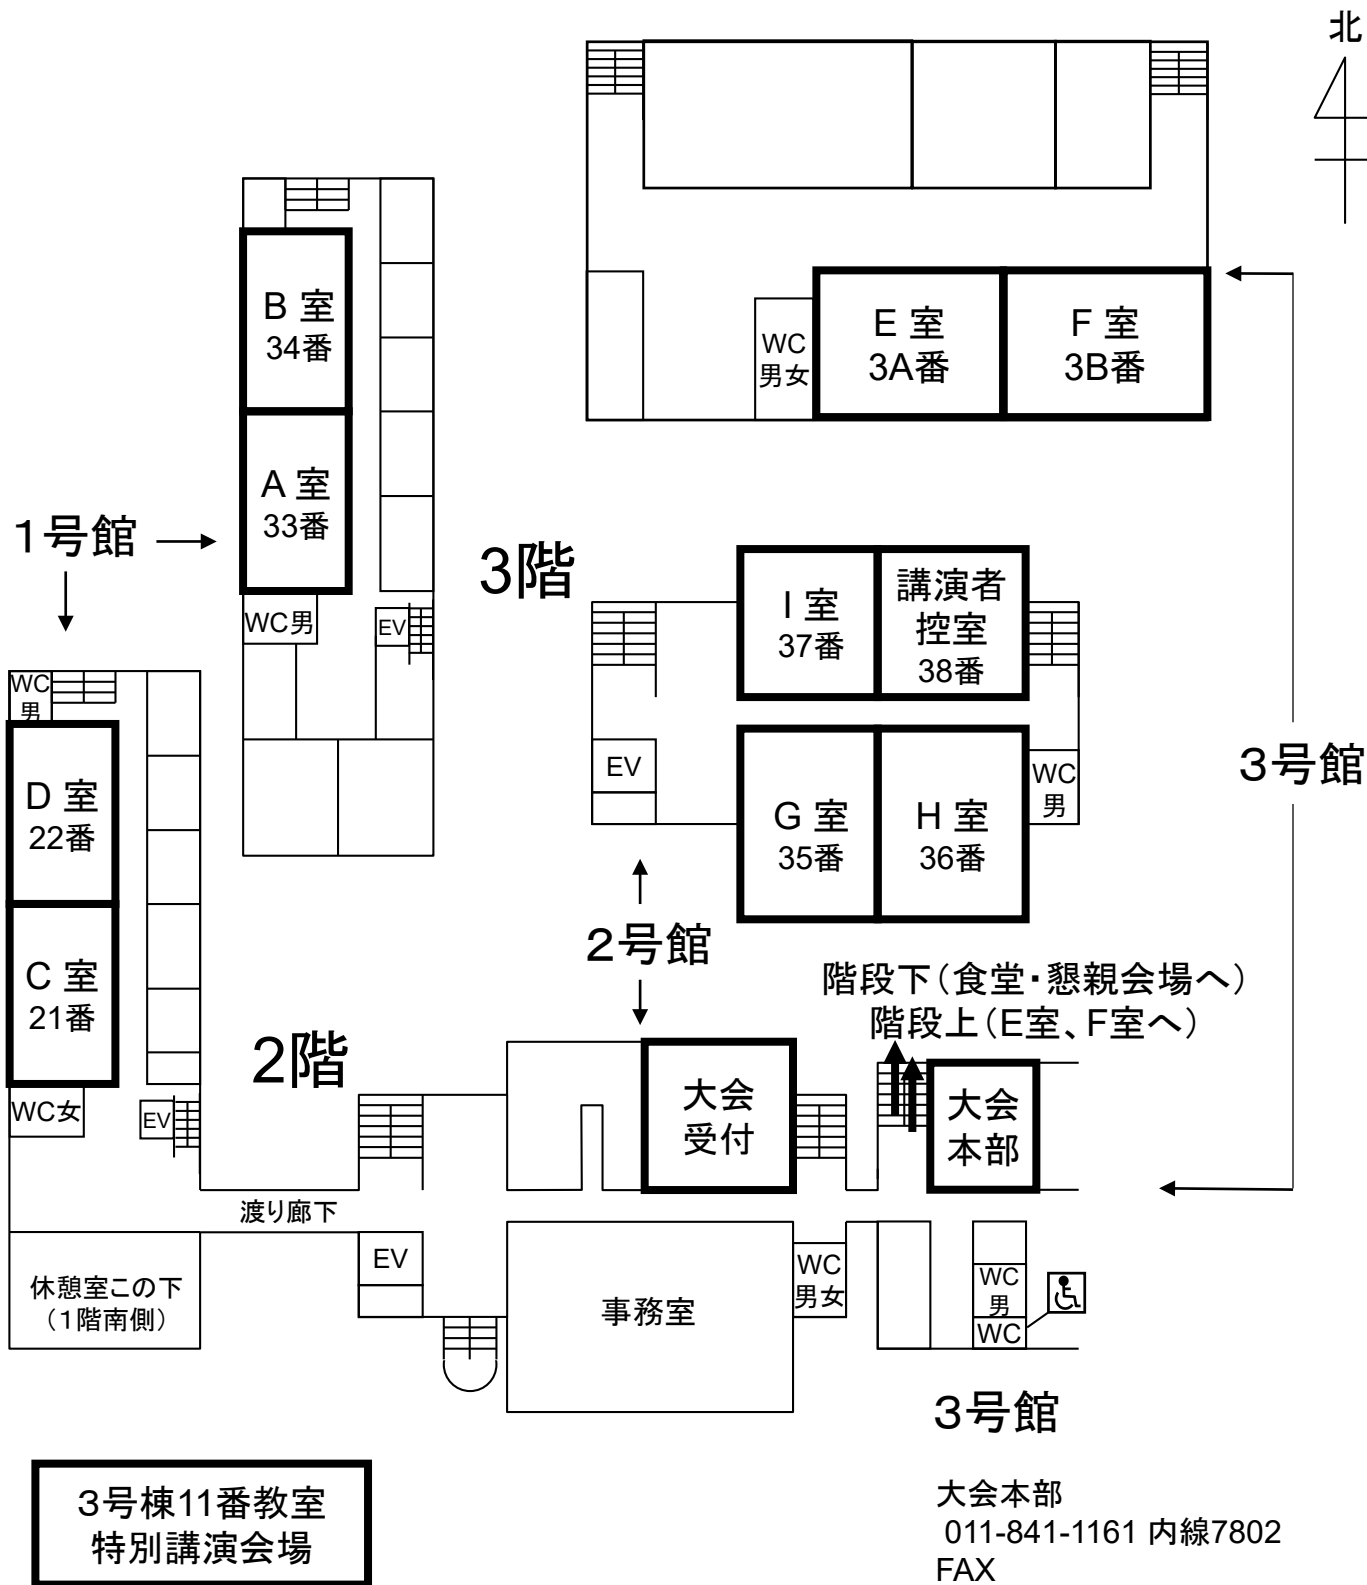 北
B 室
34番
A 室
33番
WC男
EV
1号館
3階
WC
男女
E 室
3A番
F 室
3B番
I 室
37番
講演者
控室
38番
EV
G 室
35番
H 室
36番
WC
男
3号館
2号館
WC
男
D 室
22番
C 室
21番
WC女
EV
2階
階段下(食堂・懇親会場へ)
階段上(E室、F室へ)
大会
受付
大会
本部
渡り廊下
休憩室この下
(1階南側)
EV
事務室
WC
男女
WC
男
WC
3号館
3号棟11番教室
特別講演会場
大会本部
011-841-1161 内線7802
FAX